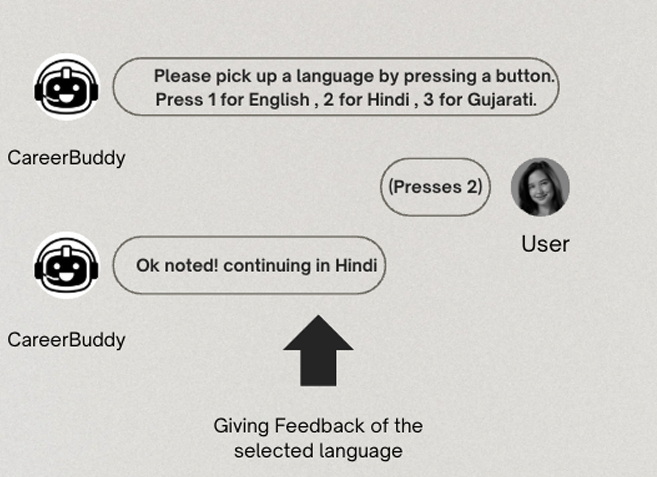 Please pick up a language by pressing a button.
Press 1 for English , 2 for Hindi , 3 for Gujarati.
CareerBuddy
(Presses 2)
User
Ok noted! continuing in Hindi
CareerBuddy
Giving Feedback of the
selected language